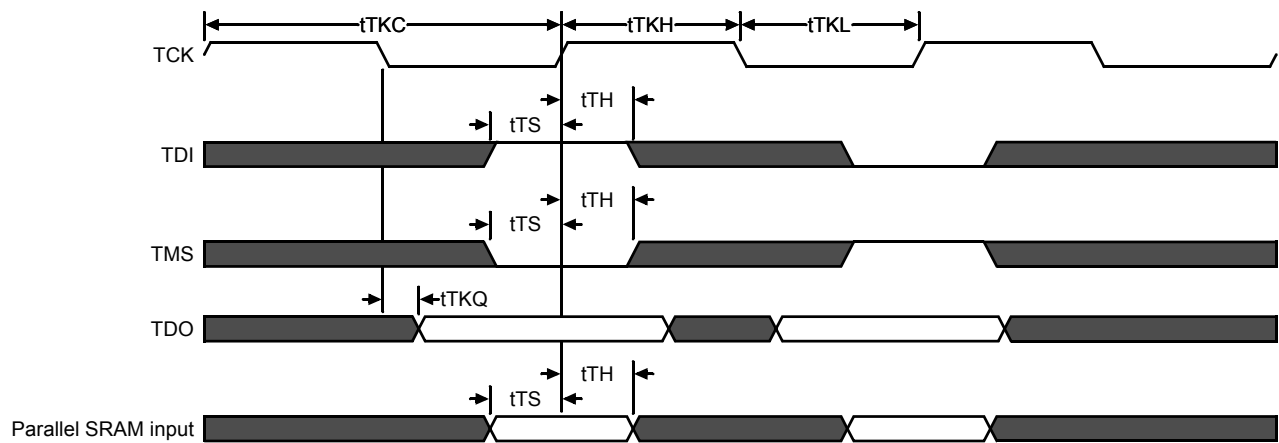 tTKC tTKH tTKL
TCK
tTH
tTS
TDI
tTH
tTS
TMS
tTKQ
TDO
tTH
tTS
Parallel SRAM input